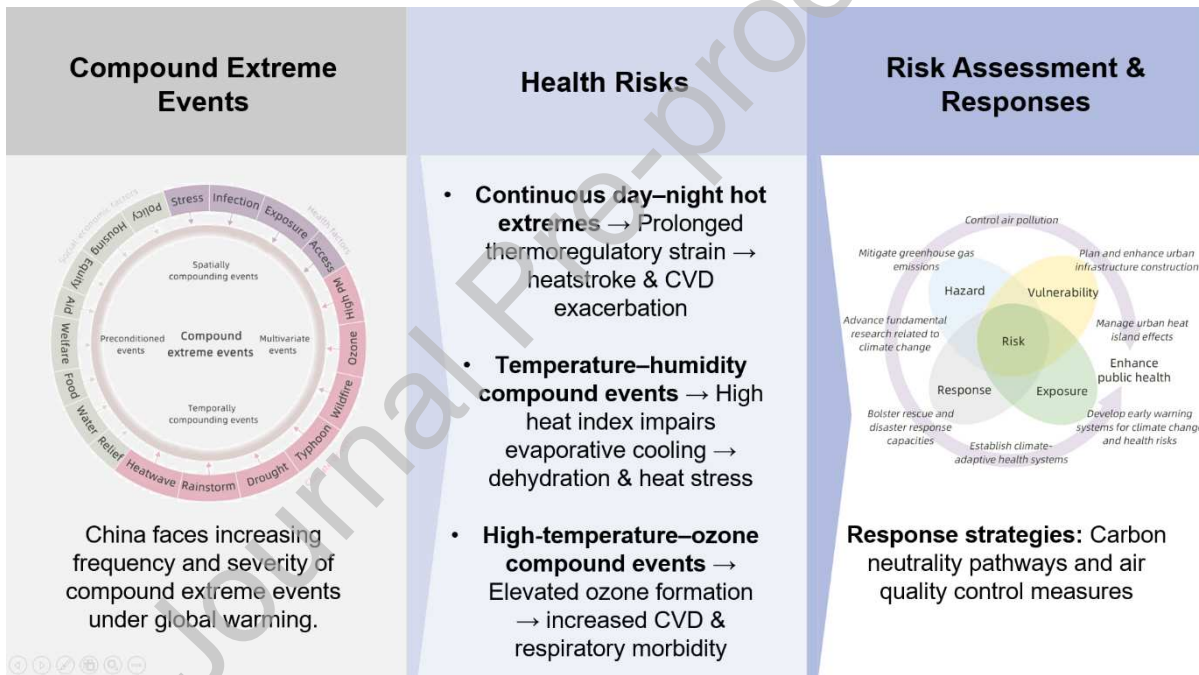 Compound Extreme
Events
Health Risks
Risk Assessment &
Responses
Social-economic factors
Health factors
Policy
Housing
Equity
Aid
Welfare
Food
Water
Relief
Stress
Infection
Exposure
Access
High PM
Ozone
Wildfire
Typhoon
Drought
Rainstorm
Heatwave
Spatially
compounding events
Preconditioned
events
Compound
extreme events
Multivariate
events
Temporally
compounding events
China faces increasing
frequency and severity of
compound extreme events
under global warming.
• Continuous day–night hot
extremes → Prolonged
thermoregulatory strain →
heatstroke & CVD
exacerbation
• Temperature–humidity
compound events → High
heat index impairs
evaporative cooling →
dehydration & heat stress
• High-temperature–ozone
compound events →
Elevated ozone formation
→ increased CVD &
respiratory morbidity
Control air pollution
Mitigate greenhouse gas
emissions
Plan and enhance urban
infrastructure construction
Hazard
Vulnerability
Advance fundamental
research related to
climate change
Manage urban heat
island effects
Risk
Enhance
public health
Response
Exposure
Bolster rescue and
disaster response
capacities
Develop early warning
systems for climate change
and health risks
Establish climate-
adaptive health systems
Response strategies: Carbon
neutrality pathways and air
quality control measures
Journal Pre-proo